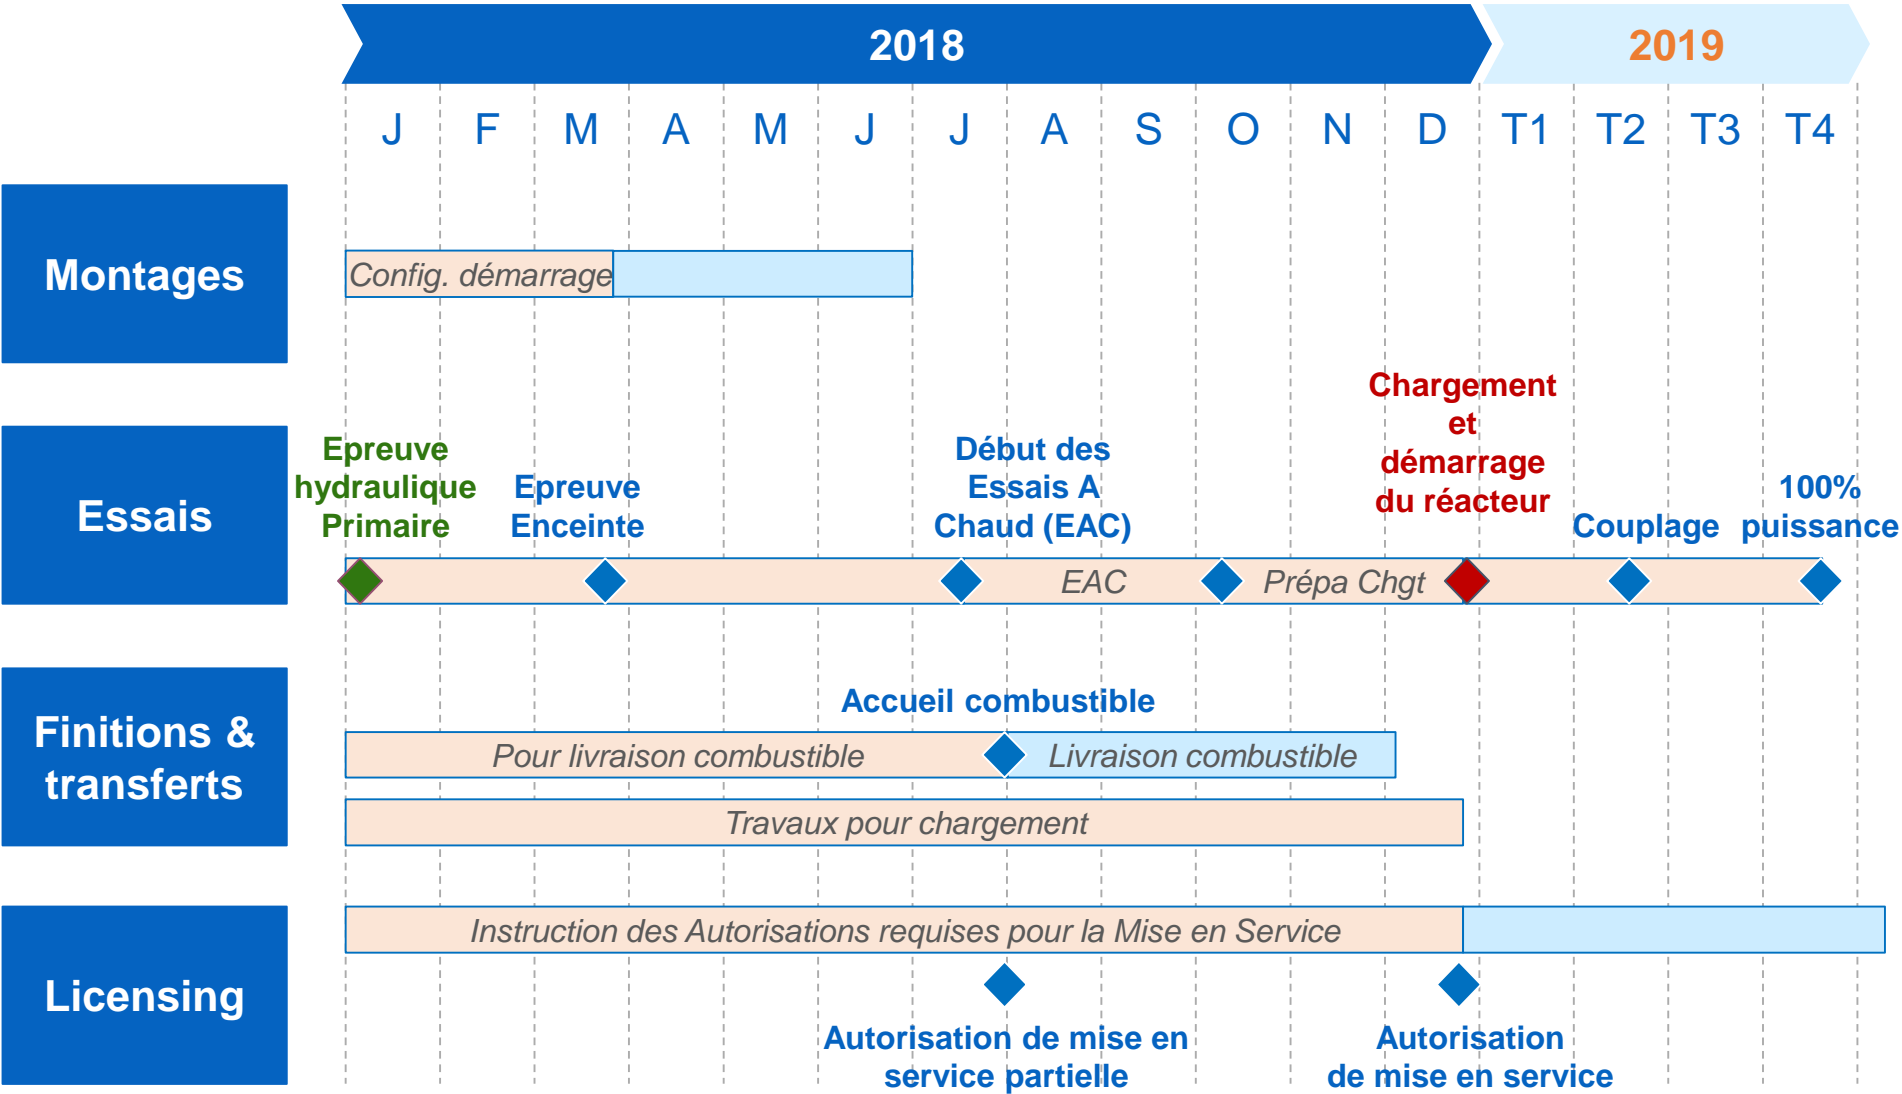 2018
2019
J F M A M J J A S O N D T1 T2 T3 T4
Montages
Config. démarrage
Essais
Epreuve
hydraulique
Primaire
Epreuve
Enceinte
Début des
Essais A
Chaud (EAC)
Chargement
et
démarrage
du réacteur
Couplage
100%
puissance
EAC
Prépa Chgt
Finitions &
transferts
Accueil combustible
Pour livraison combustible
Livraison combustible
Travaux pour chargement
Licensing
Instruction des Autorisations requises pour la Mise en Service
Autorisation de mise en
service partielle
Autorisation
de mise en service